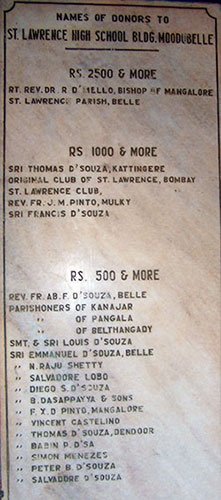 NAMES OF DONORS TO
ST. LAWRENCE HIGH SCHOOL BLDG. MOODUBELLE
RS. 2500 & MORE
RT. REV. DR. R D'MELLO, BISHOP OF MANGALORE
ST. LAWRENCE PARISH, BELLE
RS 1000 & MORE
SRI THOMAS D'SOUZA, KATTINGERE
ORIGINAL CLUB OF ST. LAWRENCE, BOMBAY
ST. LAWRENCE CLUB,
REV. FR. J. M. PINTO, MULKY
SRI FRANCIS D'SOUZA
RS. 500 & MORE
REV. FR. AB. F. D'SOUZA, BELLE
PARISHONERS OF KANAJAR
" OF PANGALA
" OF BELTHANGADY
SMT. & SRI LOUIS D'SOUZA
SRI EMMANUEL D'SOUZA, BELLE
" N. RAJU SHETTY
" SALVADORE LOBO
" DIEGO S. D'SOUZA
" B. DASAPPAYYA & SONS
" F. X. D PINTO, MANGALORE
" VINCENT CASTELINO
" THOMAS D'SOUZA, DENDOOR
" BABIN P. D'SA
" SIMON MENEZES
" PETER B. D'SOUZA
" SALVADORE D'SOUZA